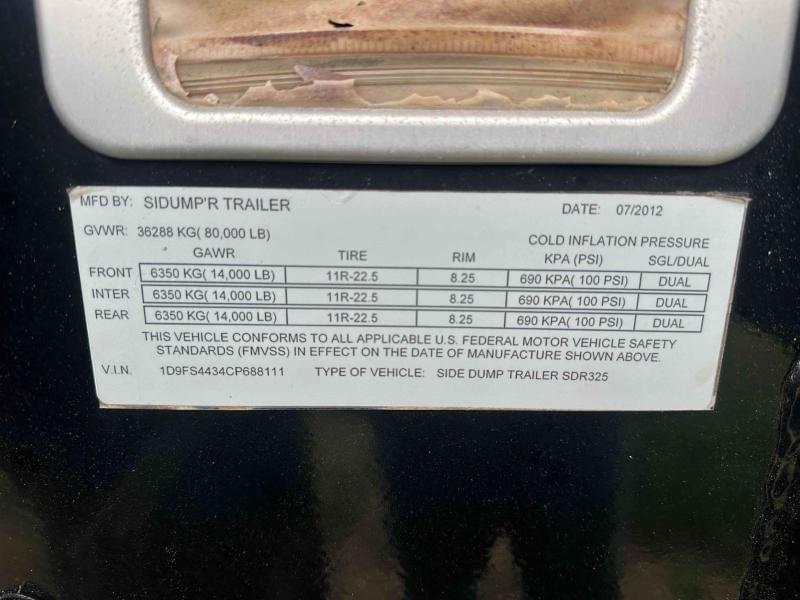 MFD BY: SIDUMP'R TRAILER DATE: 07/2012
GVWR: 36288 KG( 80,000 LB)
COLD INFLATION PRESSURE
GAWR TIRE RIM KPA (PSI) SGL/DUAL
FRONT 6350 KG( 14,000 LB) 11R-22.5 8.25 690 KPA( 100 PSI) DUAL
INTER 6350 KG( 14,000 LB) 11R-22.5 8.25 690 KPA( 100 PSI) DUAL
REAR 6350 KG( 14,000 LB) 11R-22.5 8.25 690 KPA( 100 PSI) DUAL
THIS VEHICLE CONFORMS TO ALL APPLICABLE U.S. FEDERAL MOTOR VEHICLE SAFETY
STANDARDS (FMVSS) IN EFFECT ON THE DATE OF MANUFACTURE SHOWN ABOVE.
V.I.N. 1D9FS4434CP688111 TYPE OF VEHICLE: SIDE DUMP TRAILER SDR325